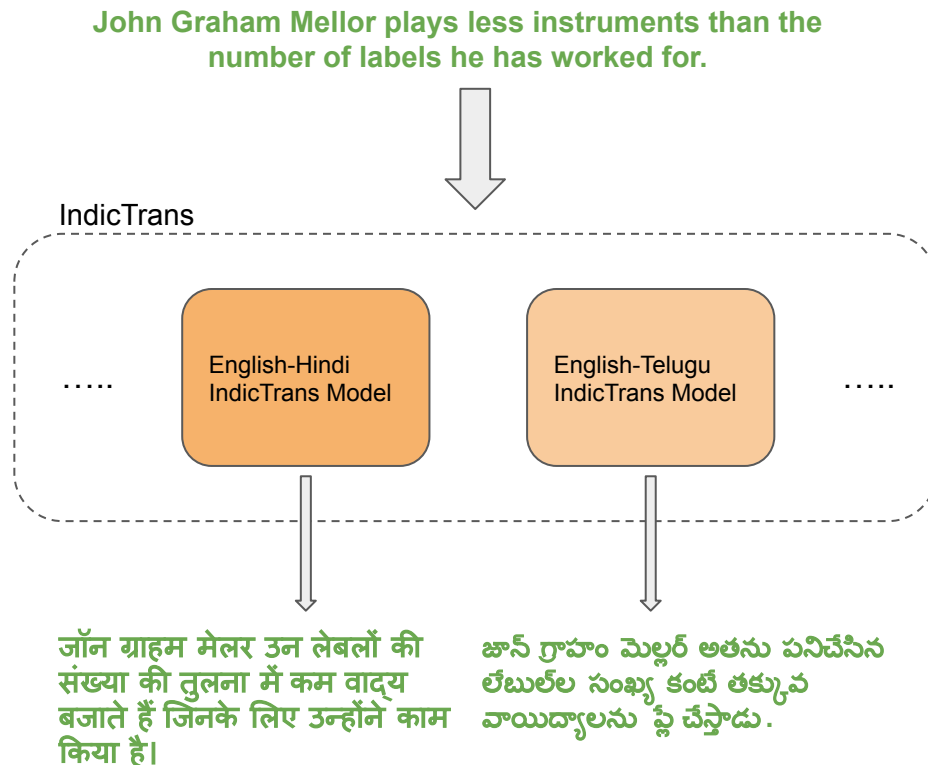 John Graham Mellor plays less instruments than the
number of labels he has worked for.
IndicTrans
.....
English-Hindi
IndicTrans Model
English-Telugu
IndicTrans Model
.....
जॉन ग्राहम मेलर उन लेबलों की
संख्या की तुलना में कम वाद्य
बजाते हैं जिनके लिए उन्होंने काम
किया है।
జాన్ గ్రాహం మెల్లర్ అతను పనిచేసిన
లేబుల్‌ల సంఖ్య కంటే తక్కువ
వాయిద్యాలను ప్లే చేస్తాడు.